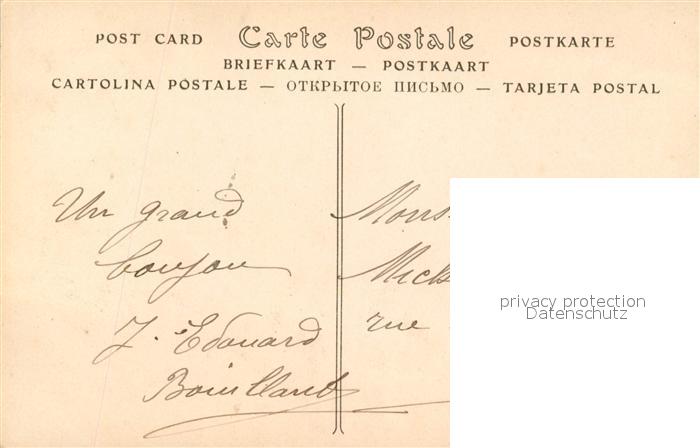 POST CARD Carte Postale POSTKARTE
BRIEFKAART — POSTKAART
CARTOLINA POSTALE — ОТКРЫТОЕ ПИСЬМО — TARJETA POSTAL
Un grand
bonjour
J. Edouard
Monsi
rue
privacy protection
Datenschutz